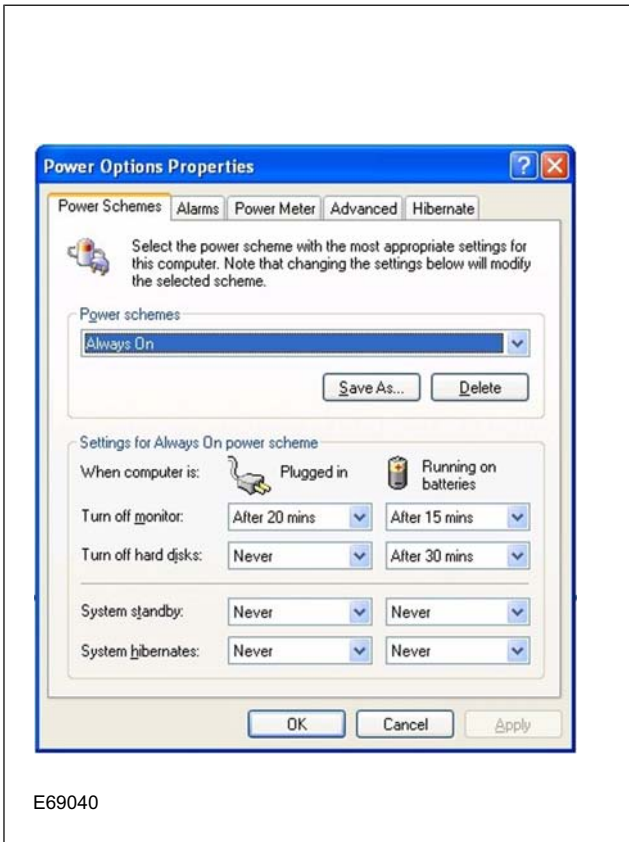 Power Options Properties
Power Schemes Alarms Power Meter Advanced Hibernate
Select the power scheme with the most appropriate settings for
this computer. Note that changing the settings below will modify
the selected scheme.
Power schemes
Always On
Save As... Delete
Settings for Always On power scheme
When computer is: Plugged in Running on
batteries
Turn off monitor: After 20 mins After 15 mins
Turn off hard disks: Never After 30 mins
System standby: Never Never
System hibernates: Never Never
OK Cancel Apply
E69040